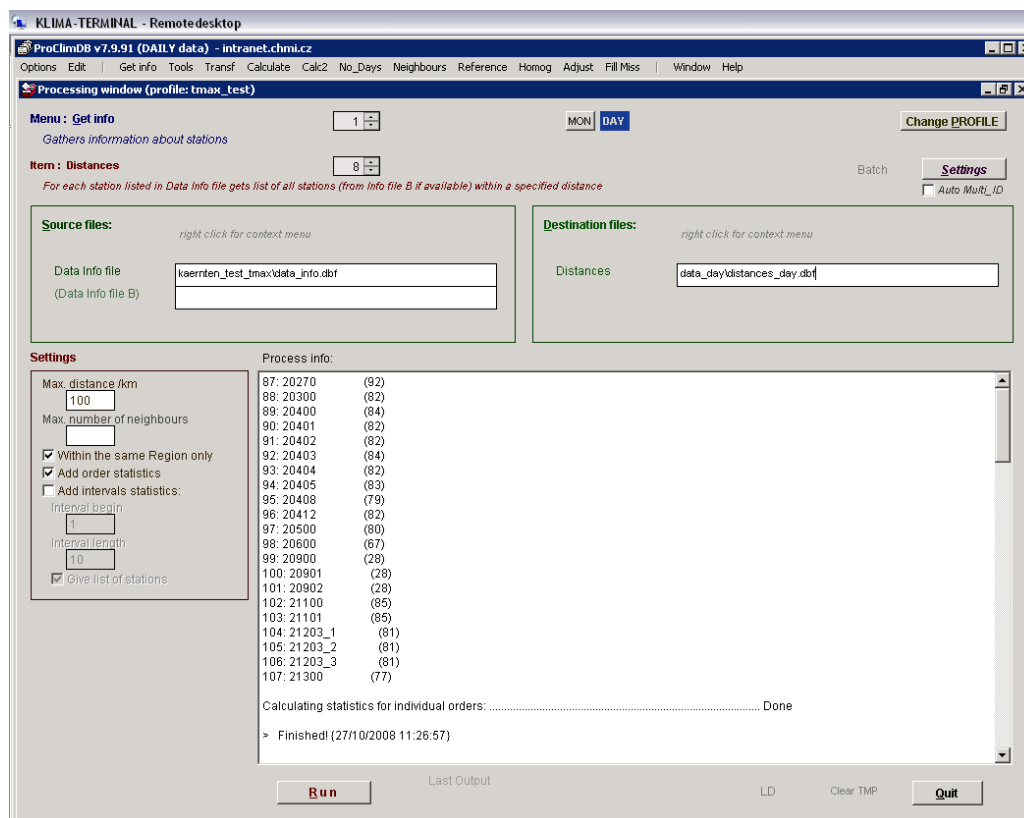 KLIMA-TERMINAL - Remotedesktop
ProClimDB v7.9.91 (DAILY data) - intranet.chmi.cz
Options Edit | Get info Tools Transf Calculate Calc2 No_Days Neighbours Reference Homog Adjust Fill Miss | Window Help
Processing window (profile: tmax_test)
Menu : Get info 1 MON DAY Change PROFILE
Gathers information about stations
Item : Distances 8 Batch Settings
For each station listed in Data Info file gets list of all stations (from Info file B if available) within a specified distance
Auto Multi_ID
Source files: right click for context menu
Data Info file kaernten_test_tmax\data_info.dbf
(Data Info file B)
Destination files: right click for context menu
Distances data_day\distances_day.dbf
Settings
Max. distance /km
100
Max. number of neighbours
Within the same Region only
Add order statistics
Add intervals statistics:
Interval begin
1
Interval length
10
Give list of stations
Process info:
87: 20270 (92)
88: 20300 (82)
89: 20400 (84)
90: 20401 (82)
91: 20402 (82)
92: 20403 (84)
93: 20404 (82)
94: 20405 (83)
95: 20408 (79)
96: 20412 (82)
97: 20500 (80)
98: 20600 (67)
99: 20900 (28)
100: 20901 (28)
101: 20902 (28)
102: 21100 (85)
103: 21101 (85)
104: 21203_1 (81)
105: 21203_2 (81)
106: 21203_3 (81)
107: 21300 (77)
Calculating statistics for individual orders: .......................................................................................... Done
> Finished! {27/10/2008 11:26:57}
Run Last Output LD Clear TMP Quit